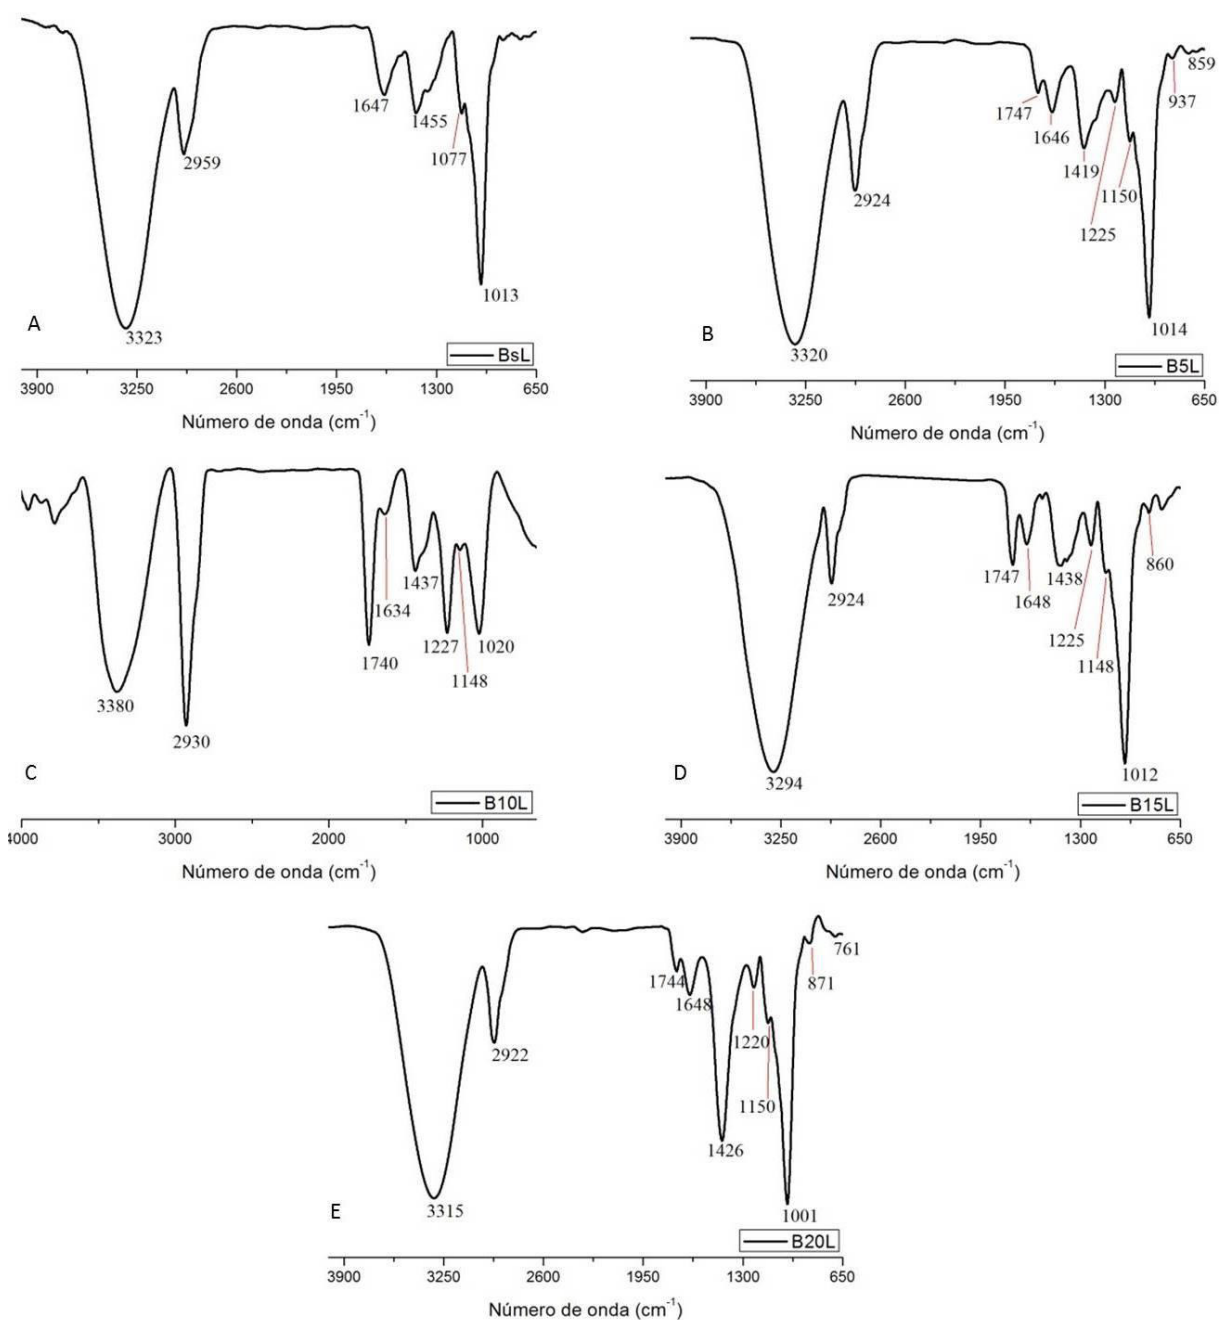 1647
1455
1077
2959
1013
A
3323
BsL
3900 3250 2600 1950 1300 650
Número de onda (cm-1)
859
937
1747
1646
1419
1150
2924
1225
B
1014
3320
B5L
3900 3250 2600 1950 1300 650
Número de onda (cm-1)
1437
1634
1740
1227
1020
1148
3380
2930
C
B10L
4000 3000 2000 1000
Número de onda (cm-1)
860
1747
1438
1648
2924
1225
1148
D
3294
1012
B15L
3900 3250 2600 1950 1300 650
Número de onda (cm-1)
761
871
1744
1648
1220
2922
1150
1426
E
3315
1001
B20L
3900 3250 2600 1950 1300 650
Número de onda (cm-1)